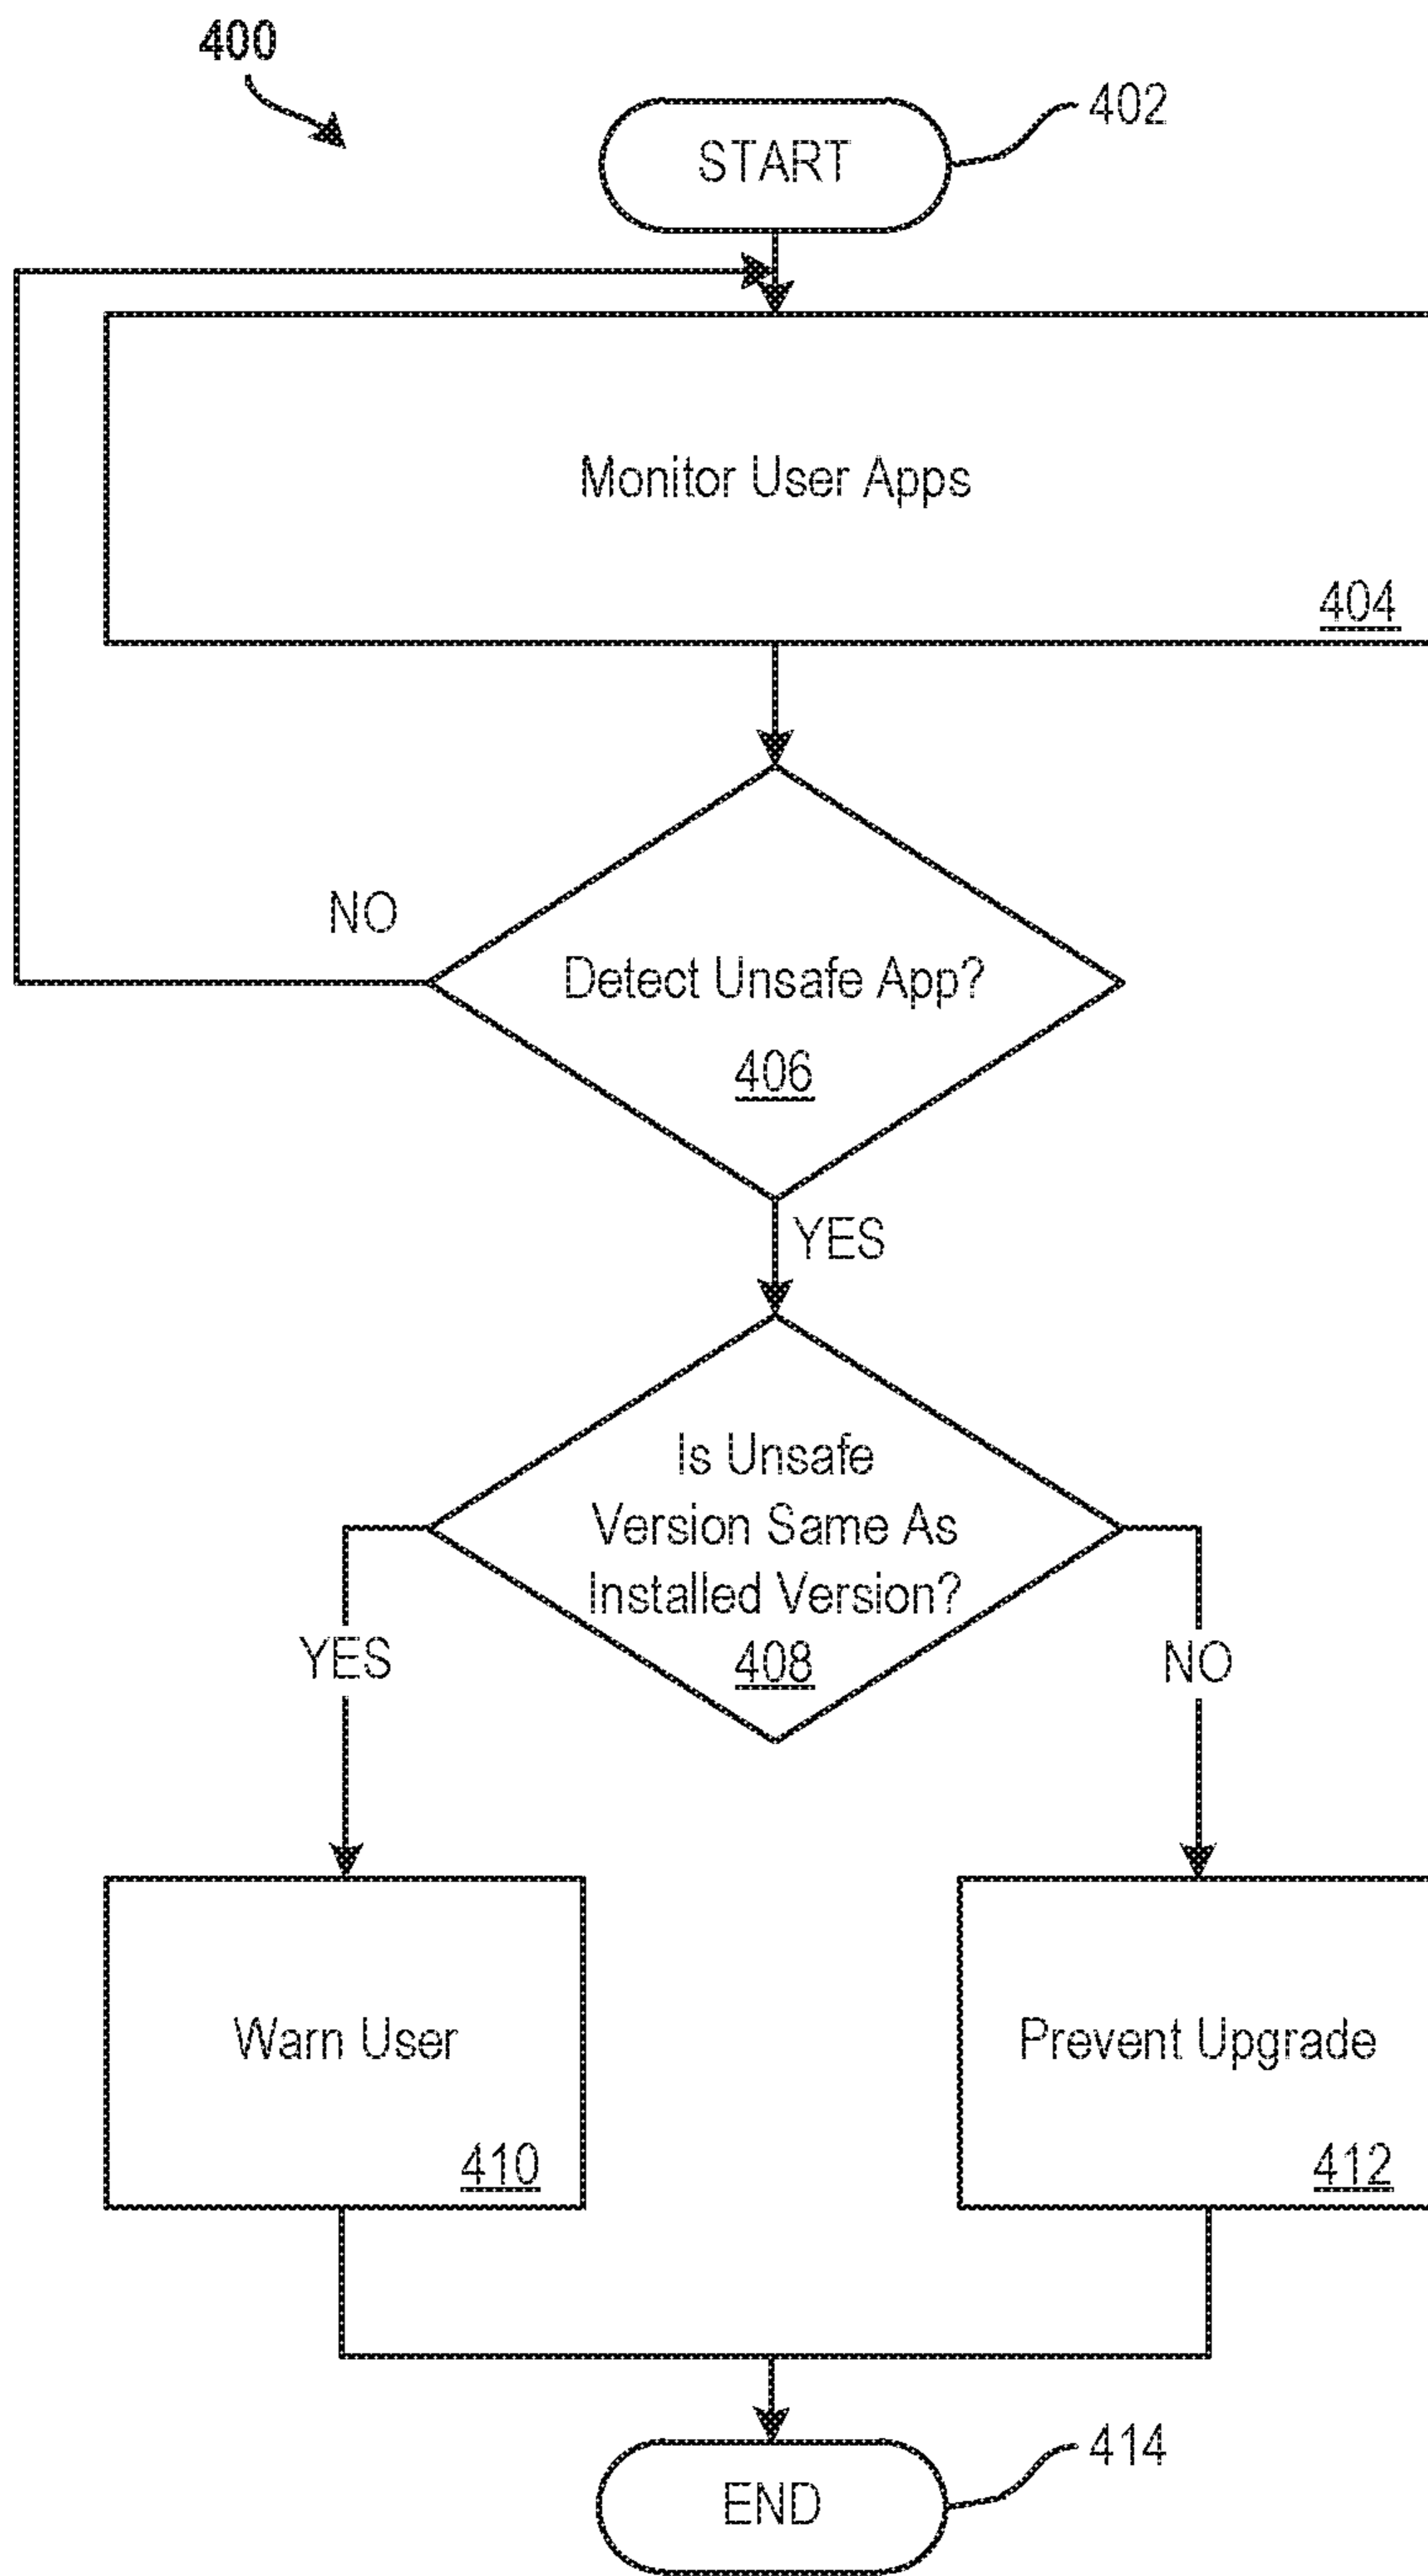 400
START
402
Monitor User Apps
404
NO
Detect Unsafe App?
406
YES
Is Unsafe
Version Same As
Installed Version?
408
YES
NO
Warn User
410
Prevent Upgrade
412
END
414